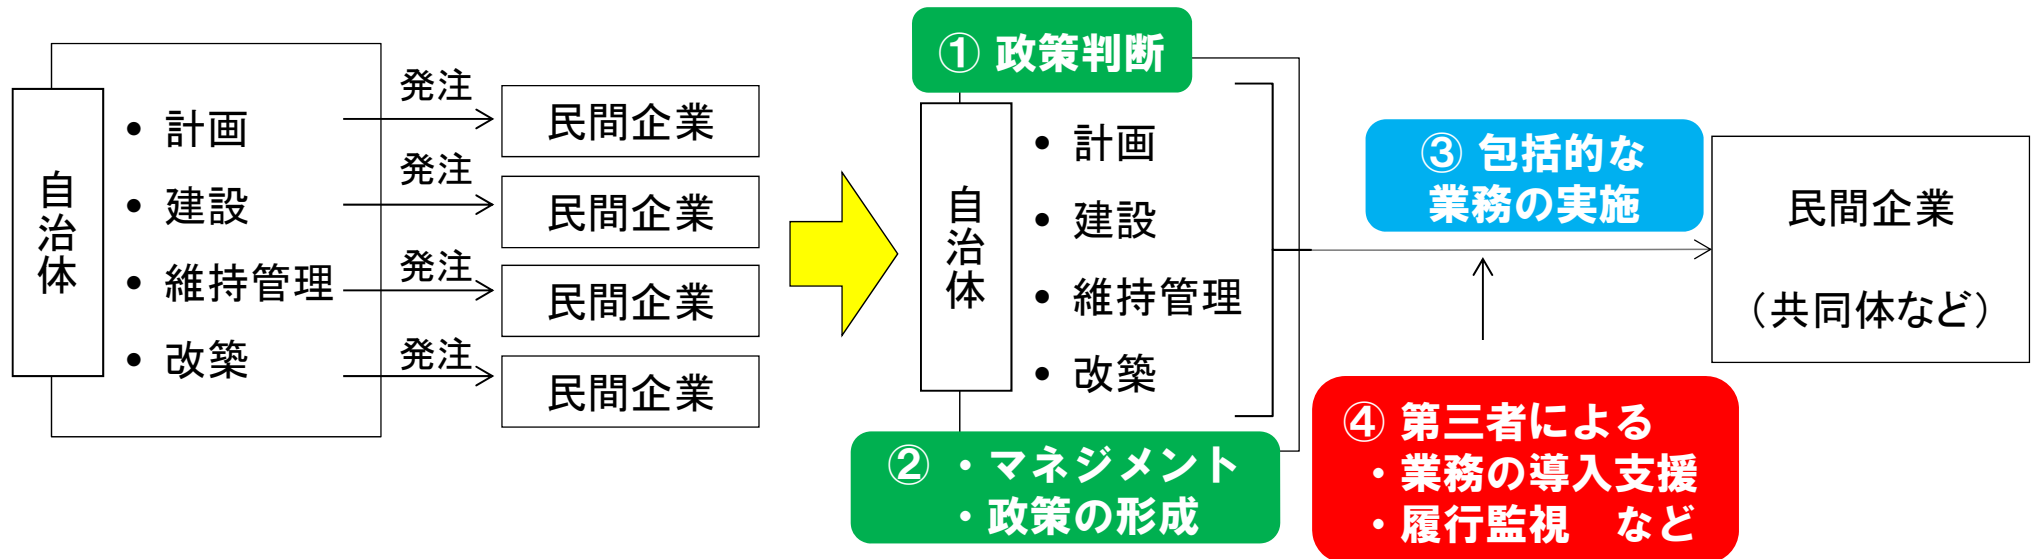 自治体
• 計画
• 建設
• 維持管理
• 改築
発注
民間企業
発注
民間企業
発注
民間企業
発注
民間企業
① 政策判断
自治体
• 計画
• 建設
• 維持管理
• 改築
② ・マネジメント
・政策の形成
③ 包括的な
業務の実施
民間企業
（共同体など）
④ 第三者による
・業務の導入支援
・履行監視　など